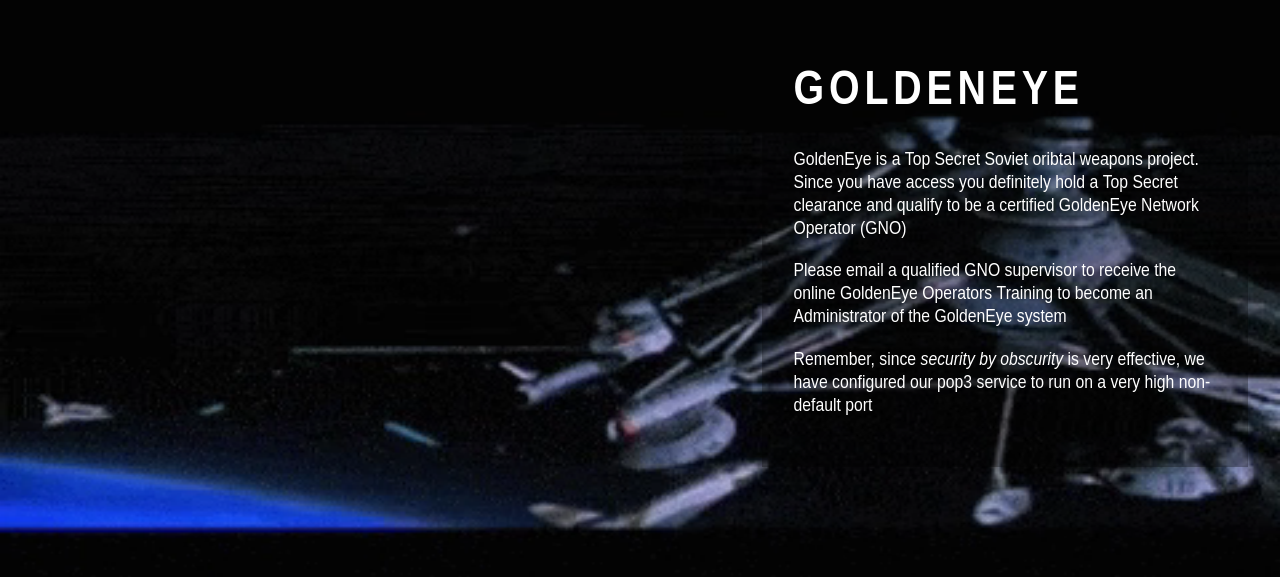 GOLDENEYE
GoldenEye is a Top Secret Soviet oribtal weapons project.
Since you have access you definitely hold a Top Secret
clearance and qualify to be a certified GoldenEye Network
Operator (GNO)
Please email a qualified GNO supervisor to receive the
online GoldenEye Operators Training to become an
Administrator of the GoldenEye system
Remember, since security by obscurity is very effective, we
have configured our pop3 service to run on a very high non-
default port